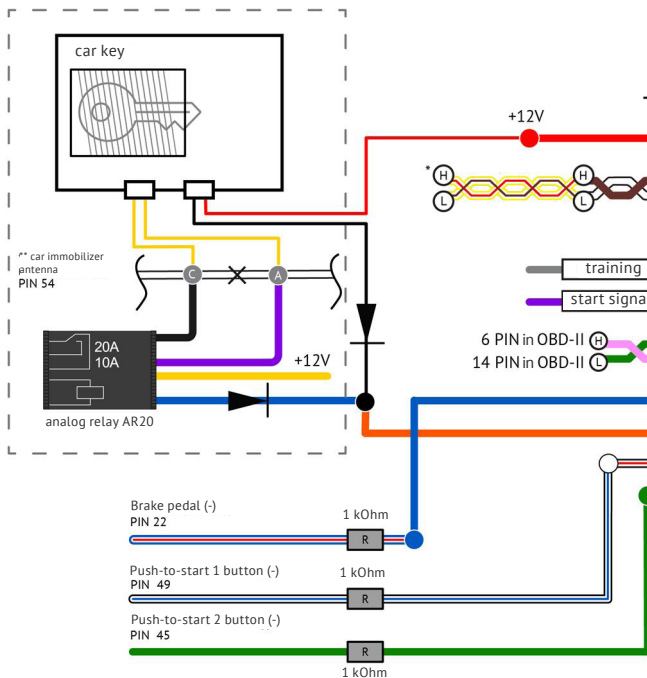 car key
+12V
*
H
H
L
L
** car immobilizer
antenna
PIN 54
C
A
training
start signa
20A
10A
+12V
6 PIN in OBD-II H
14 PIN in OBD-II L
analog relay AR20
Brake pedal (-)
PIN 22
1 kOhm
R
Push-to-start 1 button (-)
PIN 49
1 kOhm
R
Push-to-start 2 button (-)
PIN 45
R
1 kOhm